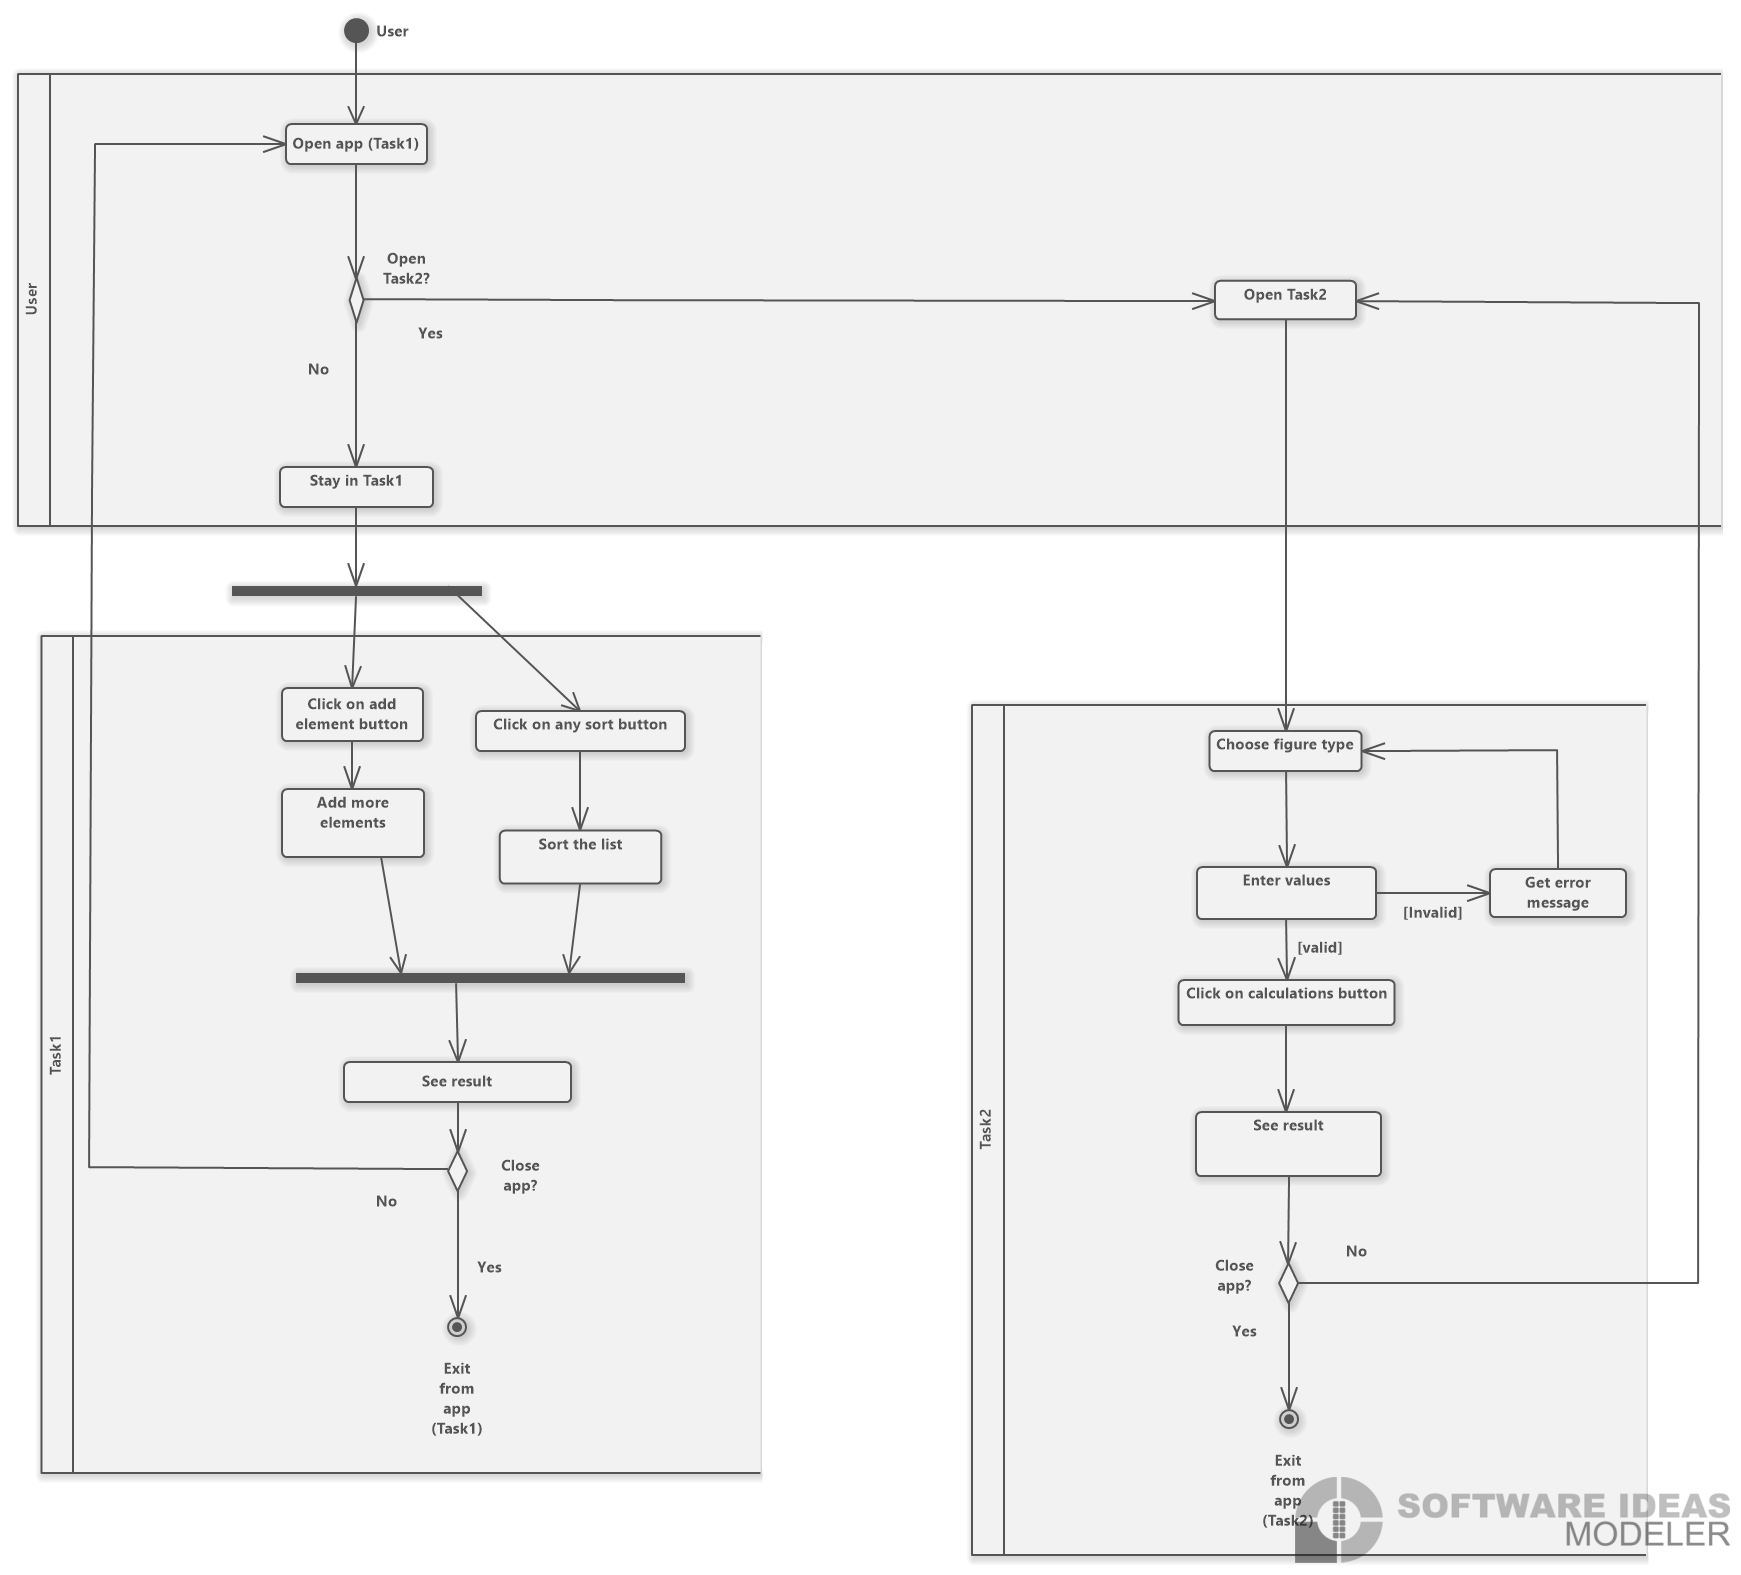 User
User
Open app (Task1)
Open
Task2?
Yes
No
Open Task2
Stay in Task1
Task1
Click on add
element button
Click on any sort button
Add more
elements
Sort the list
See result
Close
app?
No
Yes
Exit
from
app
(Task1)
Task2
Choose figure type
Enter values
[Invalid]
Get error
message
[valid]
Click on calculations button
See result
Close
app?
No
Yes
Exit
from
app
(Task2)
SOFTWARE IDEAS
MODELER